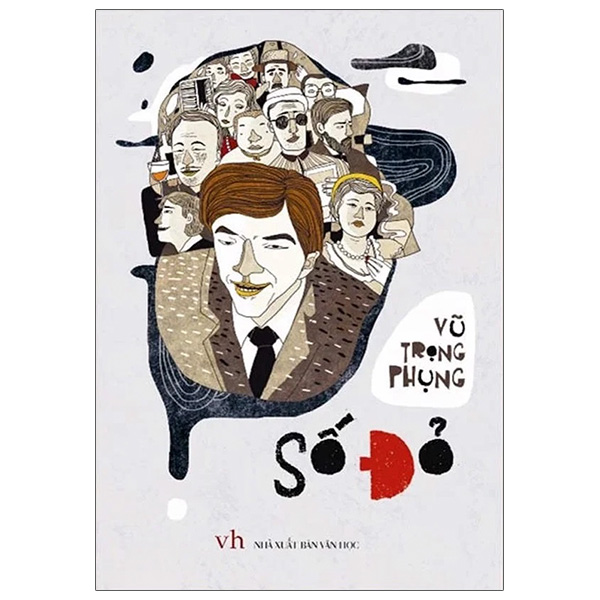 VŨ
TRỌNG
PHỤNG
SỐ ĐỎ
vh NHÀ XUẤT BẢN VĂN HỌC